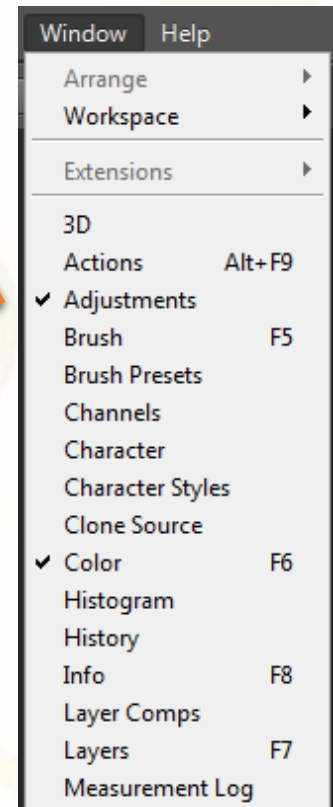 Window Help
Arrange
Workspace
Extensions
3D
Actions Alt+F9
Adjustments
Brush F5
Brush Presets
Channels
Character
Character Styles
Clone Source
Color F6
Histogram
History
Info F8
Layer Comps
Layers F7
Measurement Log